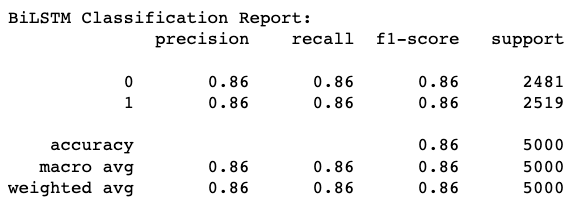 BiLSTM Classification Report:
precision recall f1-score support
0 0.86 0.86 0.86 2481
1 0.86 0.86 0.86 2519
accuracy 0.86 5000
macro avg 0.86 0.86 0.86 5000
weighted avg 0.86 0.86 0.86 5000